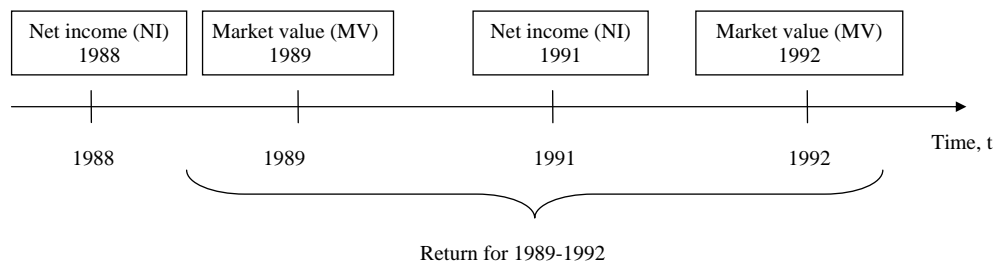 Net income (NI)
1988
Market value (MV)
1989
Net income (NI)
1991
Market value (MV)
1992
1988
1989
1991
1992
Time, t
Return for 1989-1992